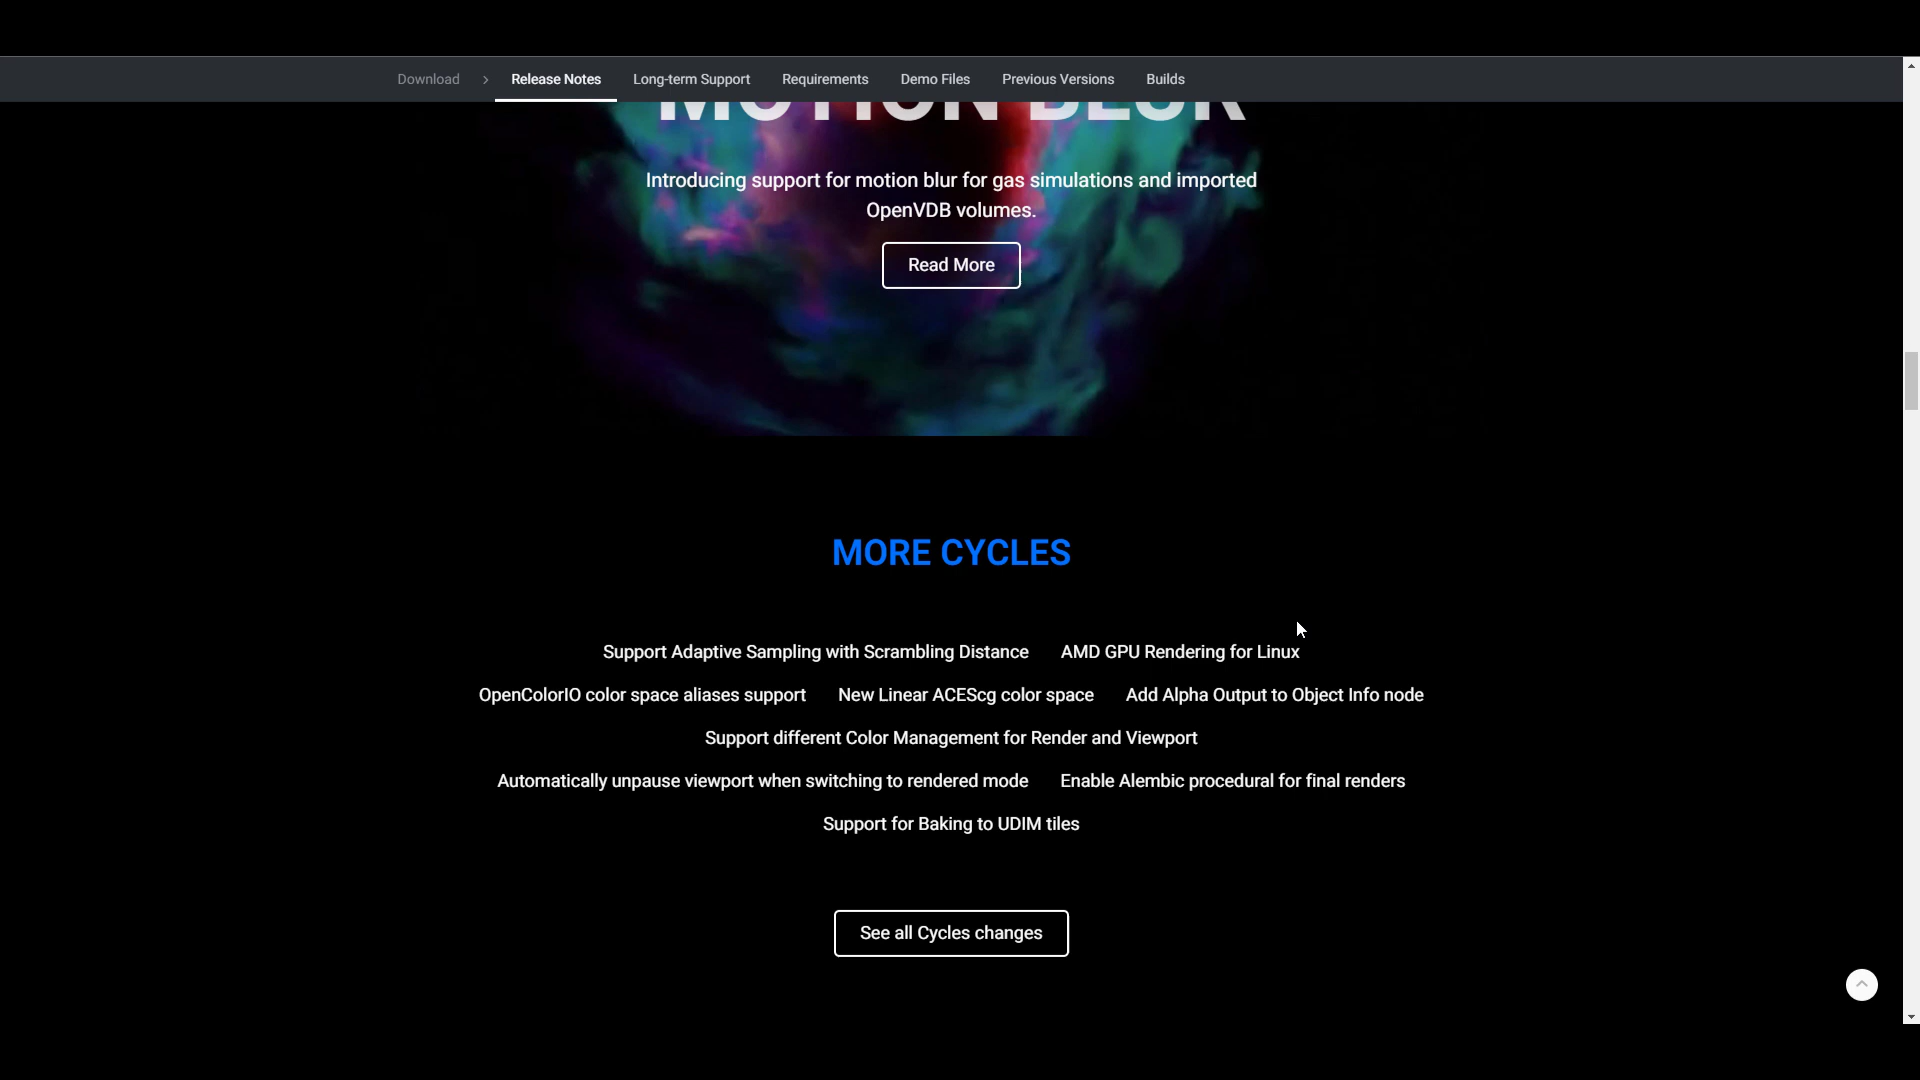 Download > Release Notes Long-term Support Requirements Demo Files Previous Versions Builds
MOTION BLUR
Introducing support for motion blur for gas simulations and imported
OpenVDB volumes.
Read More
MORE CYCLES
Support Adaptive Sampling with Scrambling Distance AMD GPU Rendering for Linux
OpenColorIO color space aliases support New Linear ACEScg color space Add Alpha Output to Object Info node
Support different Color Management for Render and Viewport
Automatically unpause viewport when switching to rendered mode Enable Alembic procedural for final renders
Support for Baking to UDIM tiles
See all Cycles changes